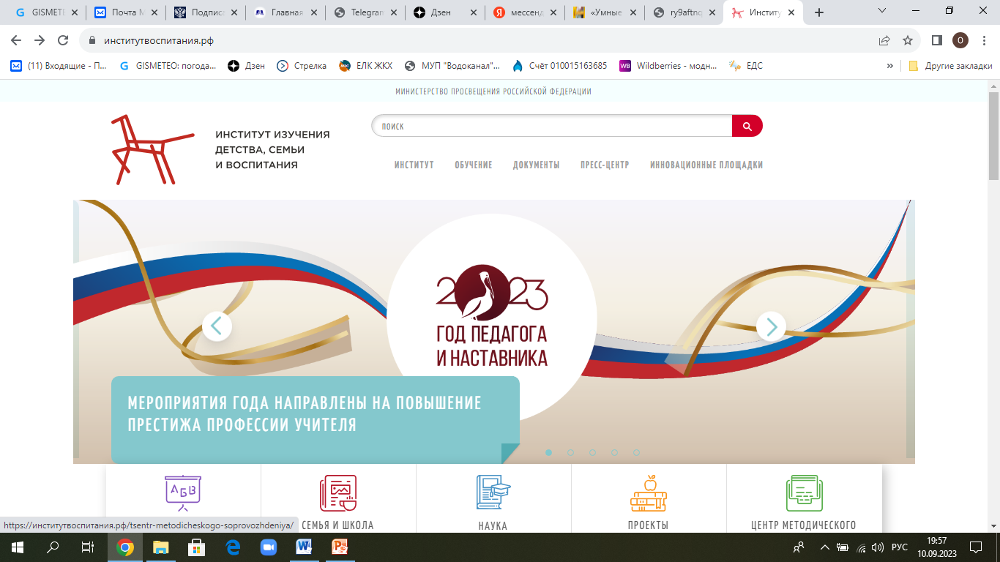 GISMETE
Почта М
Подписа
Главная
Telegram
Дзен
мессенд
«Умные
ry9aftnq
Институ
институтвоспитания.рф
О
(11) Входящие - П...
GISMETEO: погода...
Дзен
Стрелка
ЕЛК ЖКХ
МУП "Водоканал"...
Счёт 010015163685
WB
Wildberries - модн...
ЕДС
»
Другие закладки
МИНИСТЕРСТВО ПРОСВЕЩЕНИЯ РОССИЙСКОЙ ФЕДЕРАЦИИ
ИНСТИТУТ ИЗУЧЕНИЯ
ДЕТСТВА, СЕМЬИ
И ВОСПИТАНИЯ
ПОИСК
ИНСТИТУТ
ОБУЧЕНИЕ
ДОКУМЕНТЫ
ПРЕСС-ЦЕНТР
ИННОВАЦИОННЫЕ ПЛОЩАДКИ
2023
ГОД ПЕДАГОГА
И НАСТАВНИКА
МЕРОПРИЯТИЯ ГОДА НАПРАВЛЕНЫ НА ПОВЫШЕНИЕ
ПРЕСТИЖА ПРОФЕССИИ УЧИТЕЛЯ
АБВ
СЕМЬЯ И ШКОЛА
НАУКА
ПРОЕКТЫ
ЦЕНТР МЕТОДИЧЕСКОГО
https://институтвоспитания.рф/tsentr-metodicheskogo-soprovozhdeniya/
РУС
19:57
10.09.2023